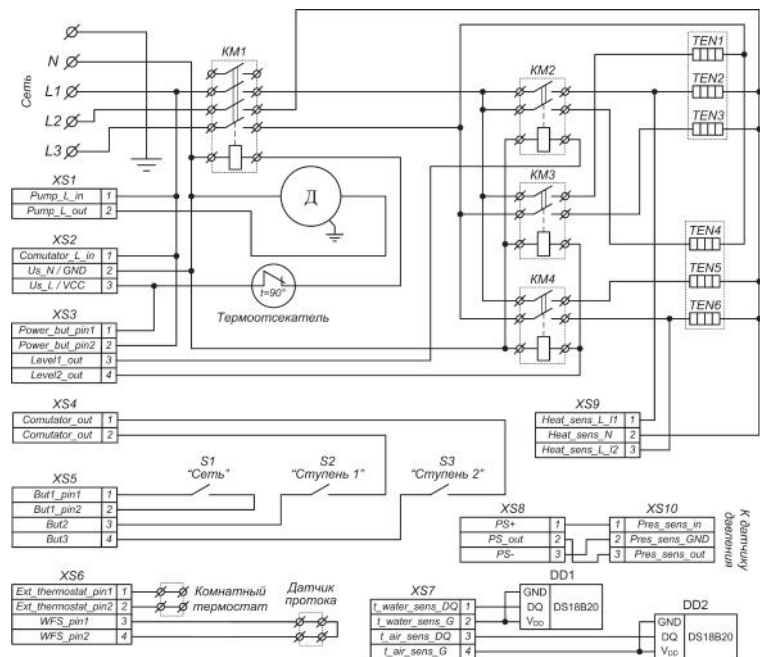 Сеть
N
L1
L2
L3
КМ1
КМ2
КМ3
КМ4
TEN1
TEN2
TEN3
TEN4
TEN5
TEN6
Д
t=90°
Термоотсекатель
XS1
Pump_L_in 1
Pump_L_out 2
XS2
Comutator_L_in 1
Us_N / GND 2
Us_L / VCC 3
XS3
Power_but_pin1 1
Power_but_pin2 2
Level1_out 3
Level2_out 4
XS4
Comutator_out 1
Comutator_out 2
XS5
But1_pin1 1
But1_pin2 2
But2 3
But3 4
S1
"Сеть"
S2
"Ступень 1"
S3
"Ступень 2"
XS9
Heat_sens_L_l1 1
Heat_sens_N 2
Heat_sens_L_l2 3
XS8
PS+ 1
PS_out 2
PS- 3
XS10
1 Pres_sens_in
2 Pres_sens_GND
3 Pres_sens_out
К датчику
давления
XS6
Ext_thermostat_pin1 1
Ext_thermostat_pin2 2
WFS_pin1 3
WFS_pin2 4
Комнатный
термостат
Датчик
протока
XS7
t_water_sens_DQ 1
t_water_sens_G 2
t_air_sens_DQ 3
t_air_sens_G 4
DD1
GND
DQ
VDD
DS18B20
DD2
GND
DQ
VDD
DS18B20